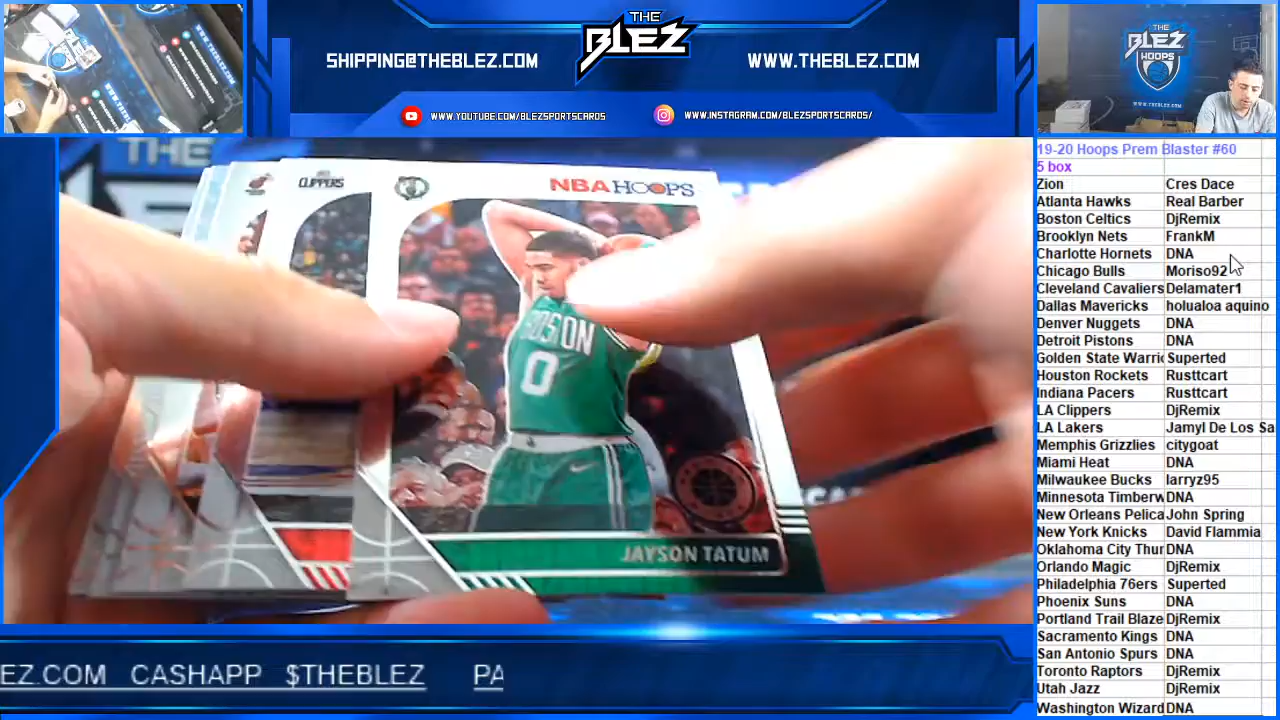 SHIPPING@THEBLEZ.COM
THE
BLEZ
WWW.THEBLEZ.COM
WWW.YOUTUBE.COM/BLEZSPORTSCARDS
WWW.INSTAGRAM.COM/BLEZSPORTSCARDS/
THE
BLEZ
HOOPS
WWW.THEBLEZ.COM
THE
CLIPPERS
NBA HOOPS
BOSTON
0
JAYSON TATUM
EZ.COM CASHAPP $THEBLEZ PA
19-20 Hoops Prem Blaster #60
5 box
Zion Cres Dace
Atlanta Hawks Real Barber
Boston Celtics DjRemix
Brooklyn Nets FrankM
Charlotte Hornets DNA
Chicago Bulls Moriso92
Cleveland Cavaliers Delamater1
Dallas Mavericks holualoa aquino
Denver Nuggets DNA
Detroit Pistons DNA
Golden State Warric Superted
Houston Rockets Rusttcart
Indiana Pacers Rusttcart
LA Clippers DjRemix
LA Lakers Jamyl De Los Sa
Memphis Grizzlies citygoat
Miami Heat DNA
Milwaukee Bucks larryz95
Minnesota Timberw DNA
New Orleans Pelica John Spring
New York Knicks David Flammia
Oklahoma City Thur DNA
Orlando Magic DjRemix
Philadelphia 76ers Superted
Phoenix Suns DNA
Portland Trail Blaze DjRemix
Sacramento Kings DNA
San Antonio Spurs DNA
Toronto Raptors DjRemix
Utah Jazz DjRemix
Washington Wizard DNA